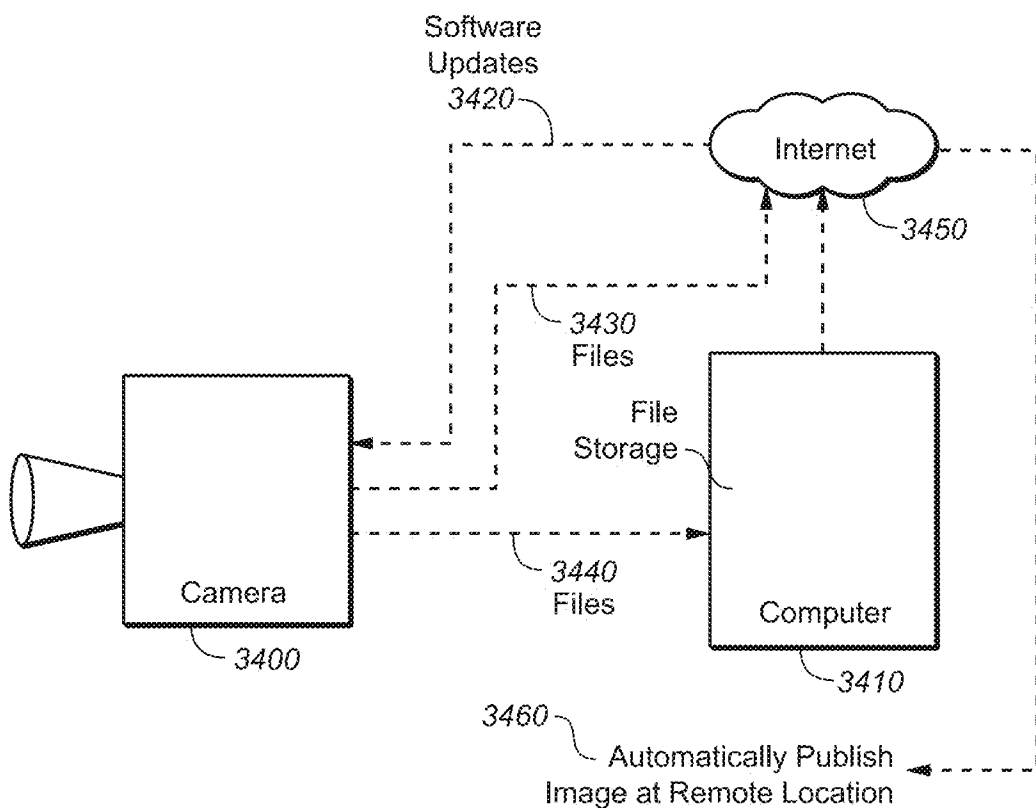 Software
Updates
3420
Internet
3450
3430
Files
File
Storage
3440
Files
Camera
3400
Computer
3410
3460
Automatically Publish
Image at Remote Location